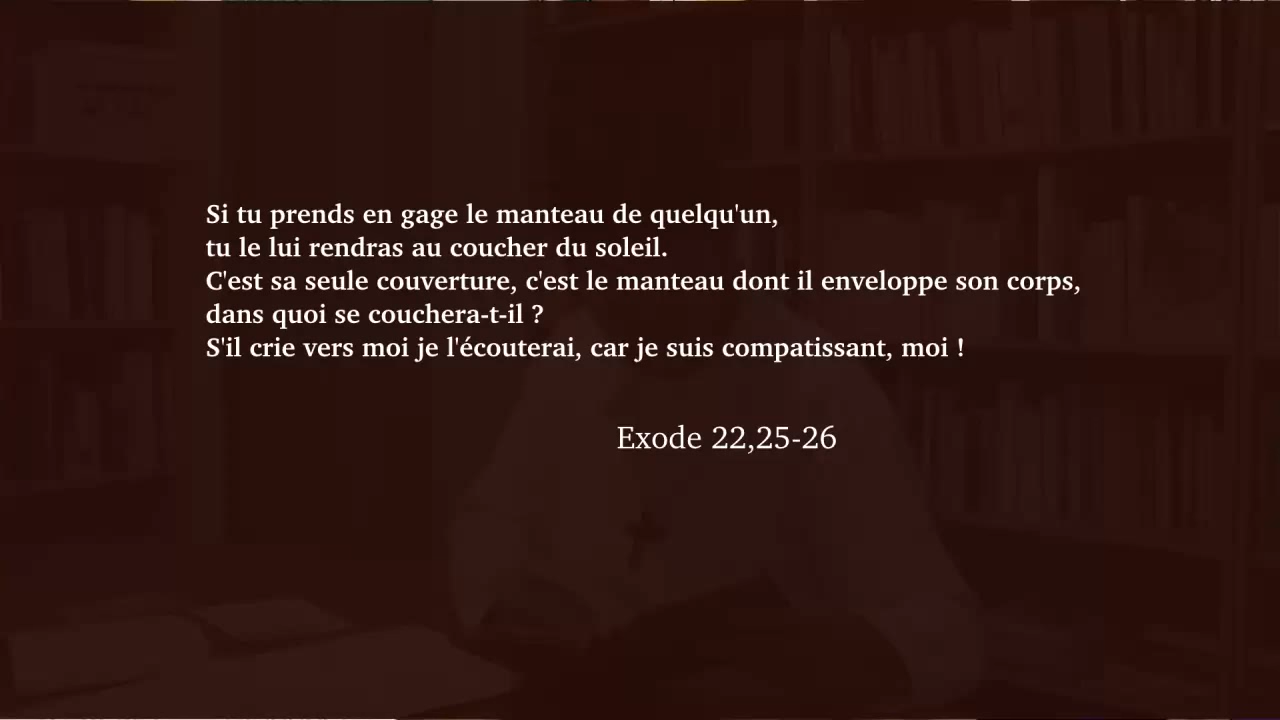 Si tu prends en gage le manteau de quelqu'un,
tu le lui rendras au coucher du soleil.
C'est sa seule couverture, c'est le manteau dont il enveloppe son corps,
dans quoi se couchera-t-il ?
S'il crie vers moi je l'écouterai, car je suis compatissant, moi !
Exode 22,25-26